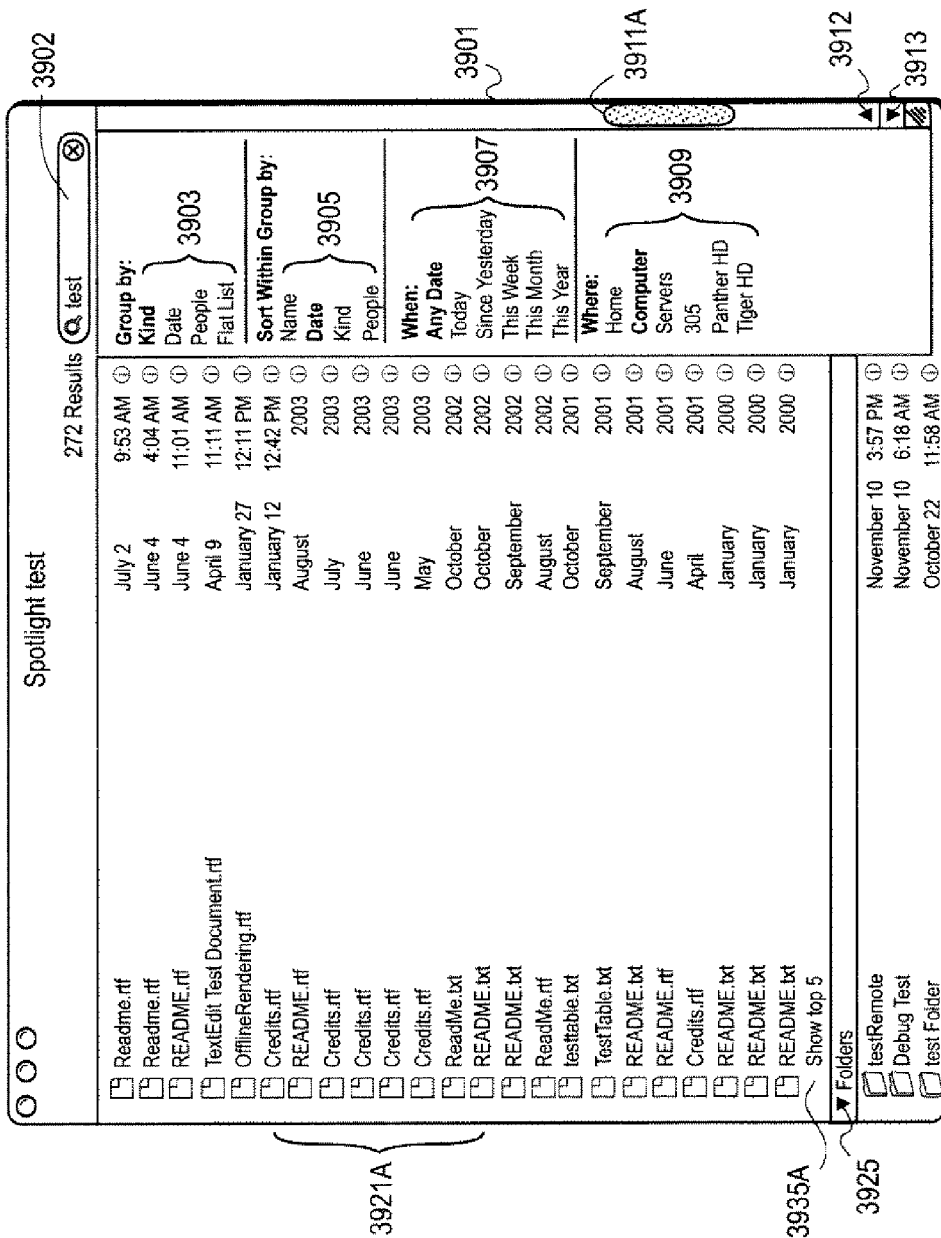 Spotlight test
3902
272 Results test
Readme.rtf July 2 9:53 AM
Readme.rtf June 4 4:04 AM
README.rtf June 4 11:01 AM
TextEdit Test Document.rtf April 9 11:11 AM
OfflineRendering.rtf January 27 12:11 PM
Credits.rtf January 12 12:42 PM
README.rtf August 2003
Credits.rtf July 2003
Credits.rtf June 2003
Credits.rtf June 2003
Credits.rtf May 2003
ReadMe.txt October 2002
README.txt October 2002
README.txt September 2002
ReadMe.rtf August 2002
testtable.txt October 2001
TestTable.txt September 2001
README.txt August 2001
README.rtf June 2001
Credits.rtf April 2001
README.txt January 2000
README.txt January 2000
README.txt January 2000
Show top 5
Folders
testRemote November 10 3:57 PM
Debug Test November 10 6:18 AM
test Folder October 22 11:58 AM
Group by:
Kind
Date
People
Flat List
3903
Sort Within Group by:
Name
Date
Kind
People
3905
When:
Any Date
Today
Since Yesterday
This Week
This Month
This Year
3907
Where:
Home
Computer
Servers
305
Panther HD
Tiger HD
3909
3901
3911A
3912
3913
3921A
3935A
3925